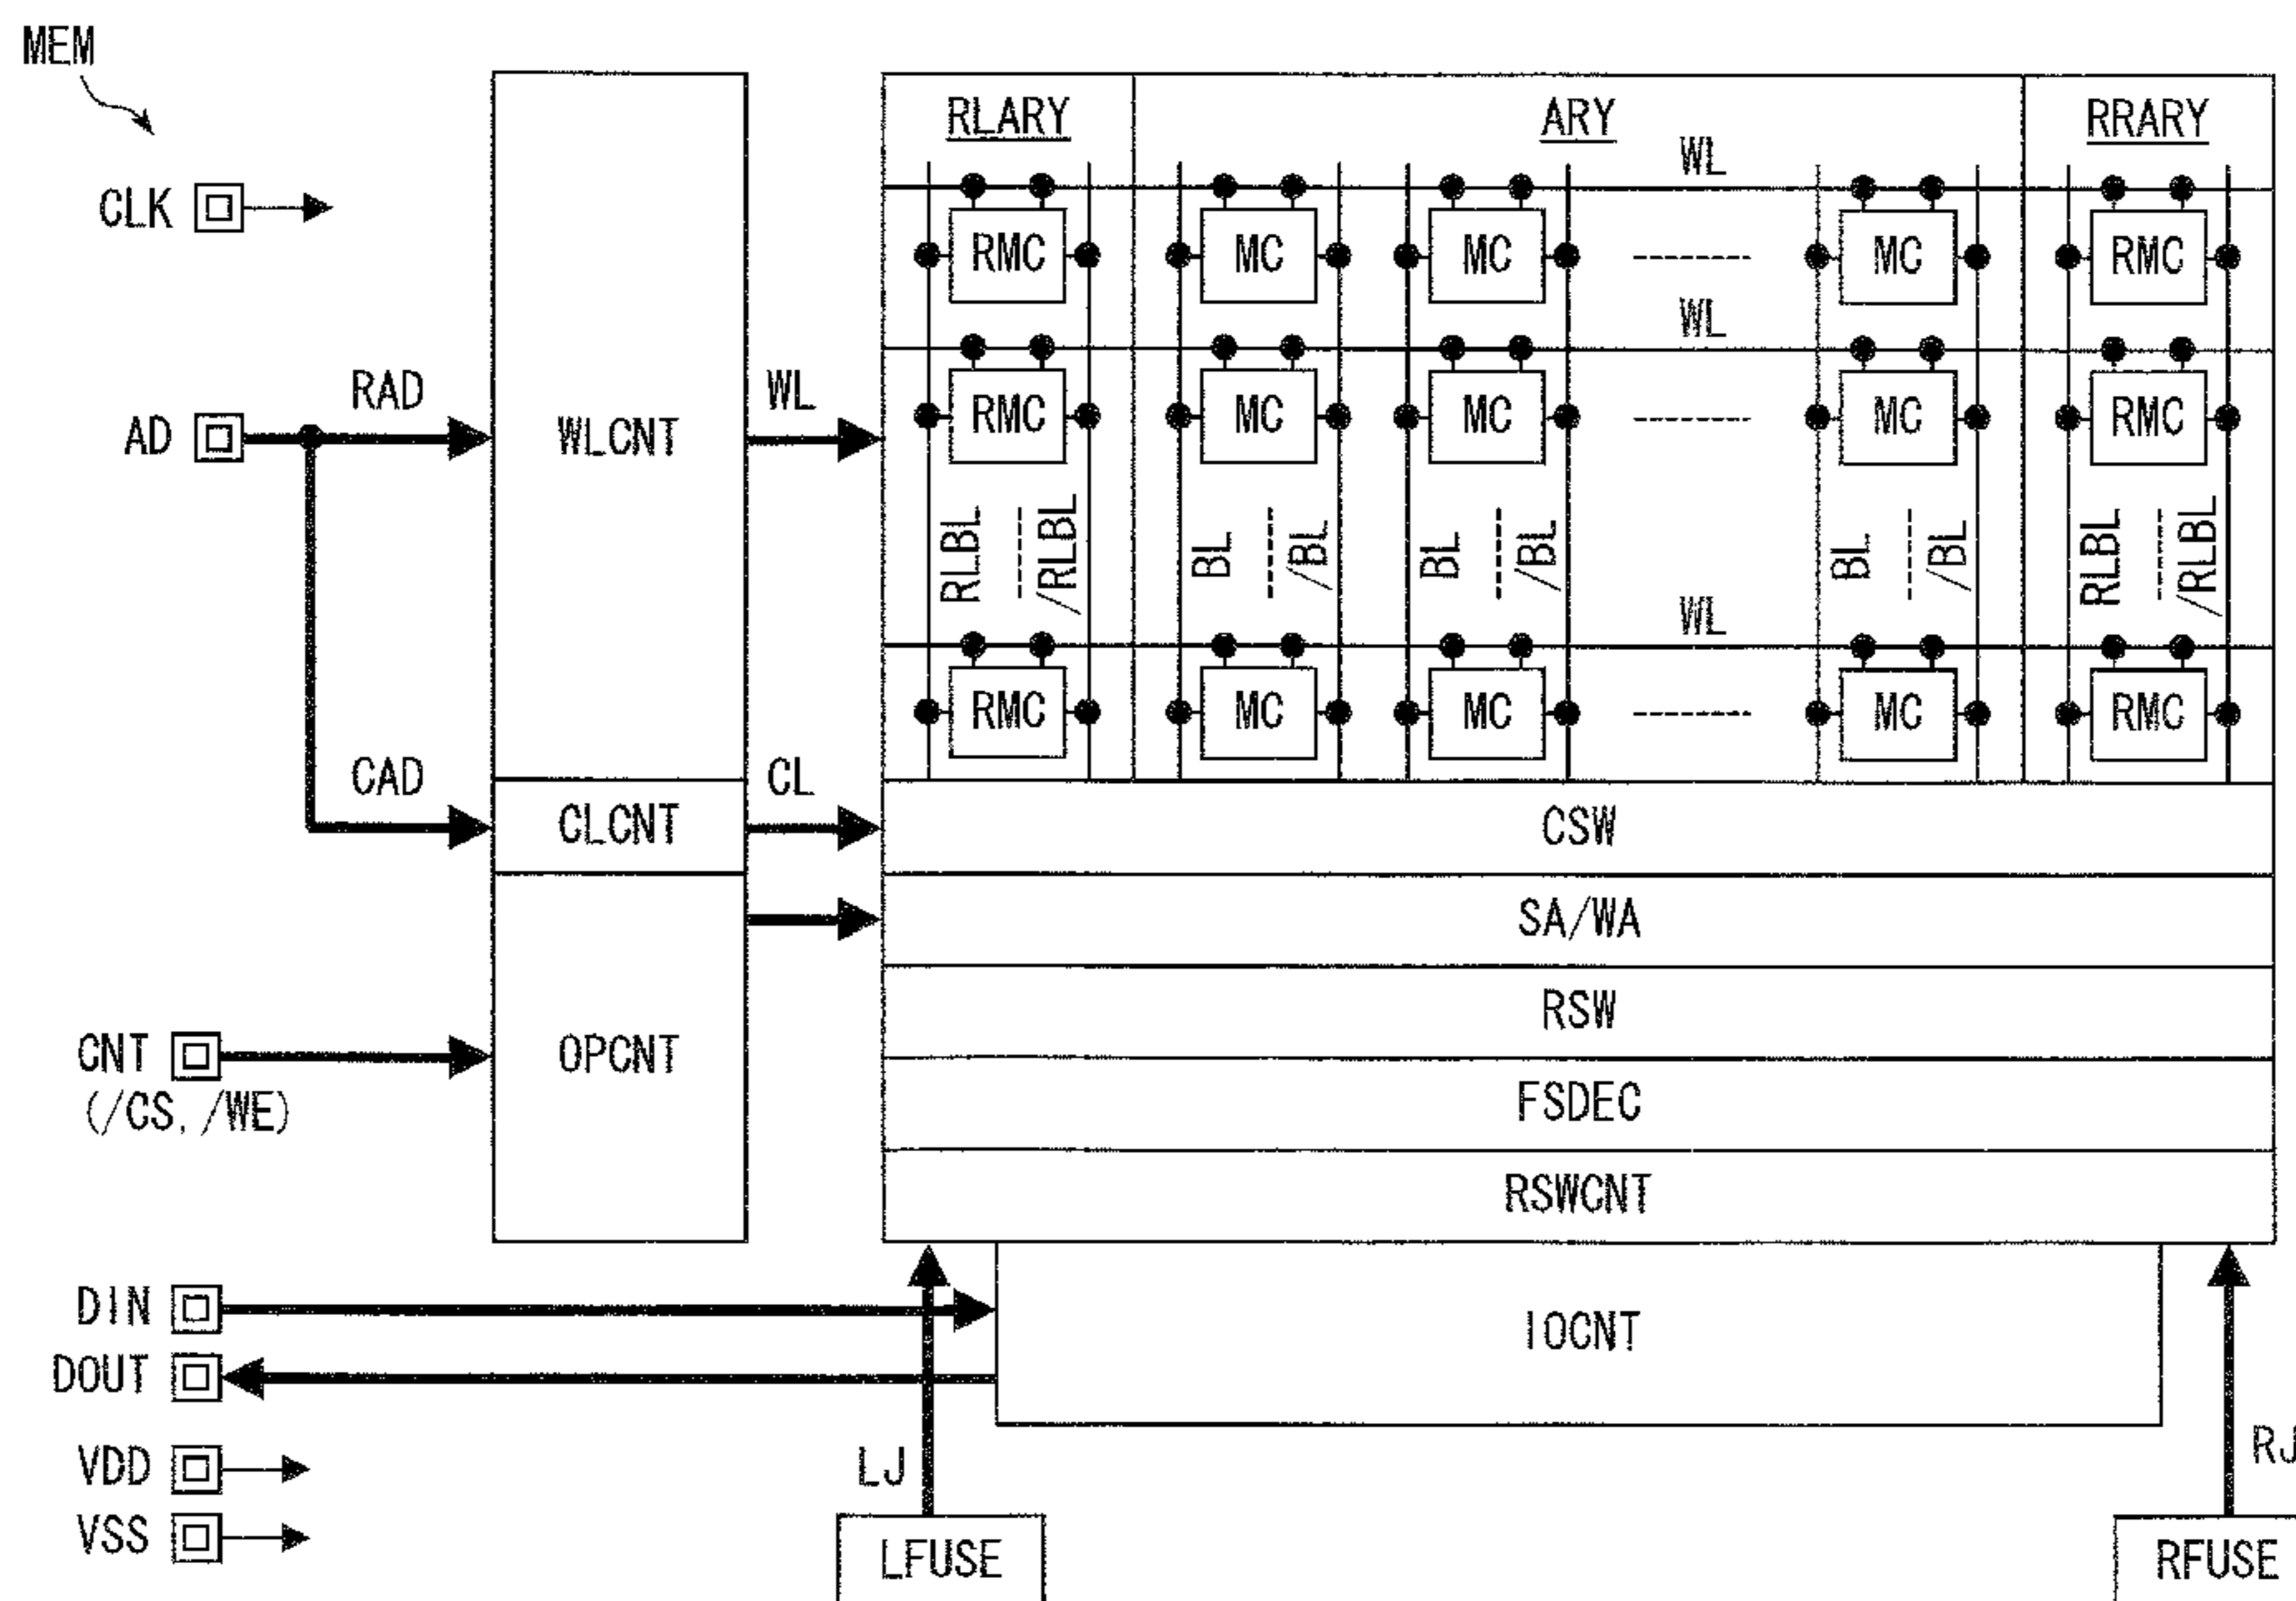 MEM
RLARY ARY RRARY
WL
CLK
RMC MC MC MC RMC
WL
RAD WL
AD WLCNT
RMC MC MC MC RMC
RLBL /RLBL BL /BL BL /BL BL /BL RLBL /RLBL
WL
RMC MC MC MC RMC
CAD CL
CLCNT CSW
SA/WA
RSW
CNT OPCNT
(/CS, /WE)
FSDEC
RSWCNT
DIN
IOCNT
DOUT
VDD
LJ RJ
VSS
LFUSE RFUSE